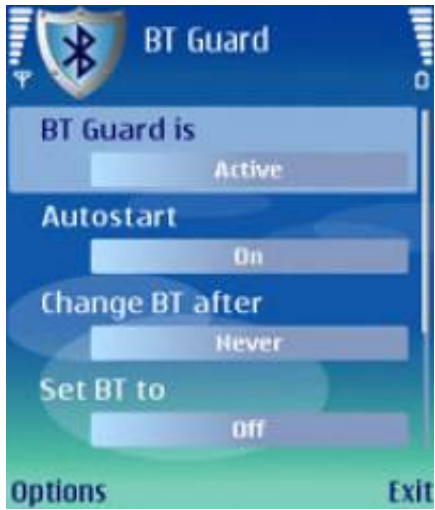 BT Guard
BT Guard is
Active
Autostart
On
Change BT after
Never
Set BT to
Off
Options
Exit